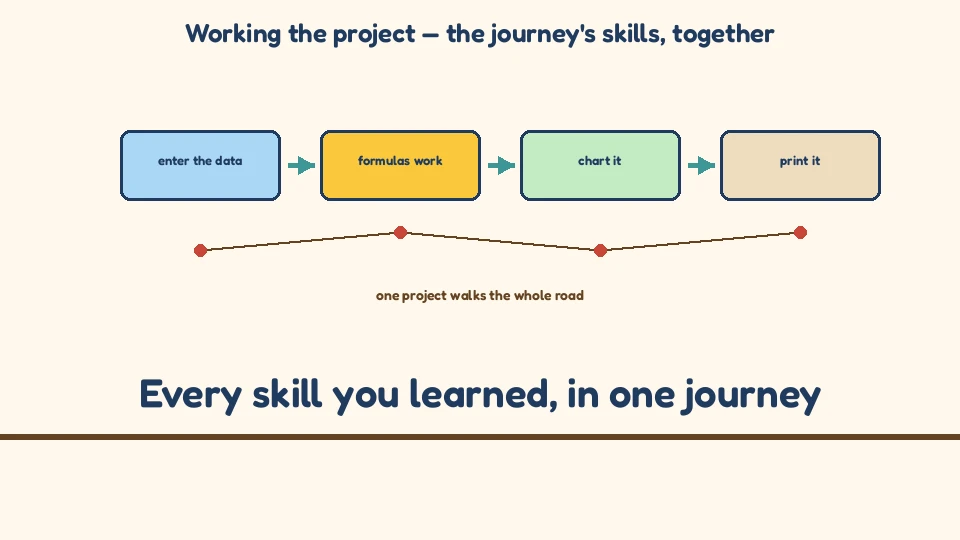 Working the project — the journey's skills, together
enter the data
formulas work
chart it
print it
one project walks the whole road
Every skill you learned, in one journey